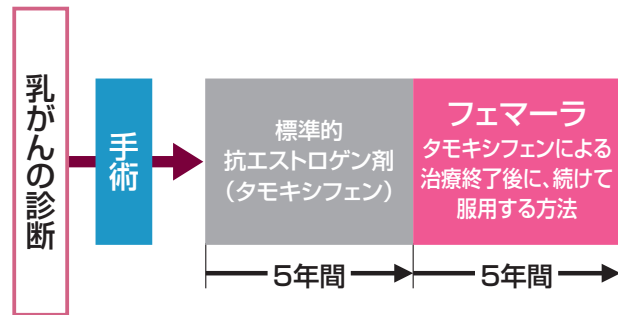 乳がんの診断
手術
標準的
抗エストロゲン剤
（タモキシフェン）
フェマーラ
タモキシフェンによる
治療終了後に、続けて
服用する方法
5年間
5年間